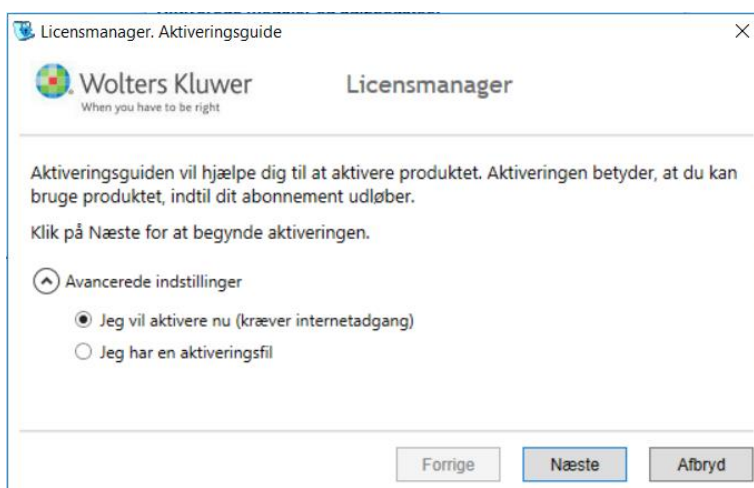 Licensmanager. Aktiveringsguide
Wolters Kluwer
When you have to be right
Licensmanager
Aktiveringsguiden vil hjælpe dig til at aktivere produktet. Aktiveringen betyder, at du kan
bruge produktet, indtil dit abonnement udløber.
Klik på Næste for at begynde aktiveringen.
Avancerede indstillinger
Jeg vil aktivere nu (kræver internetadgang)
Jeg har en aktiveringsfil
Forrige Næste Afbryd